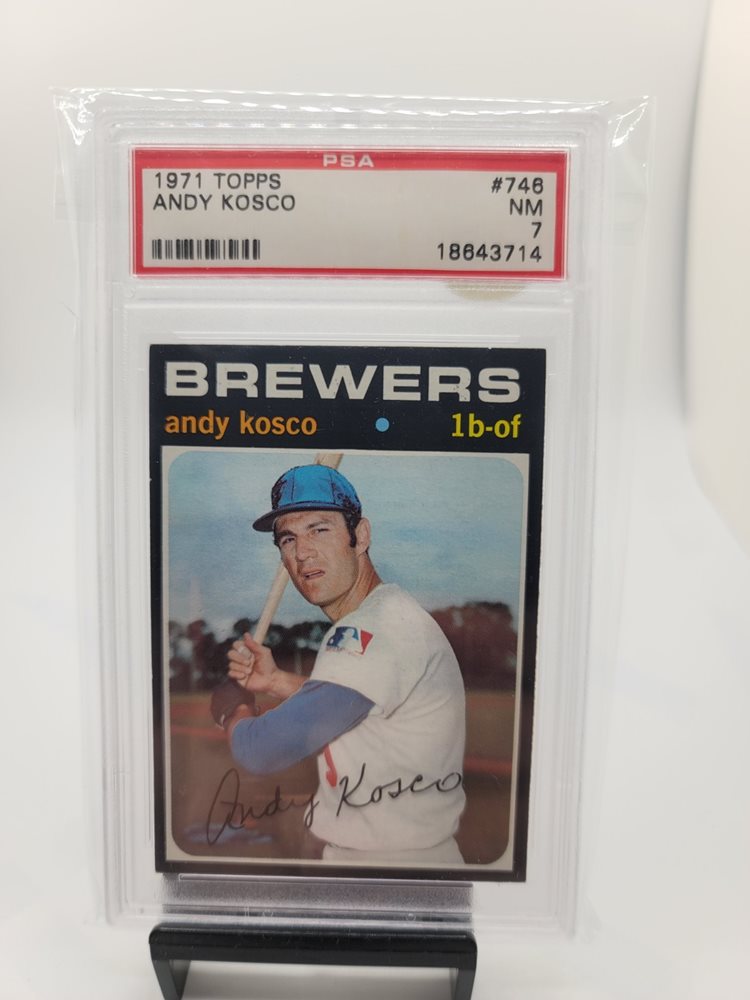 PSA
1971 TOPPS #746
ANDY KOSCO NM
7
18643714
BREWERS
andy kosco 1b-of
Andy Kosco